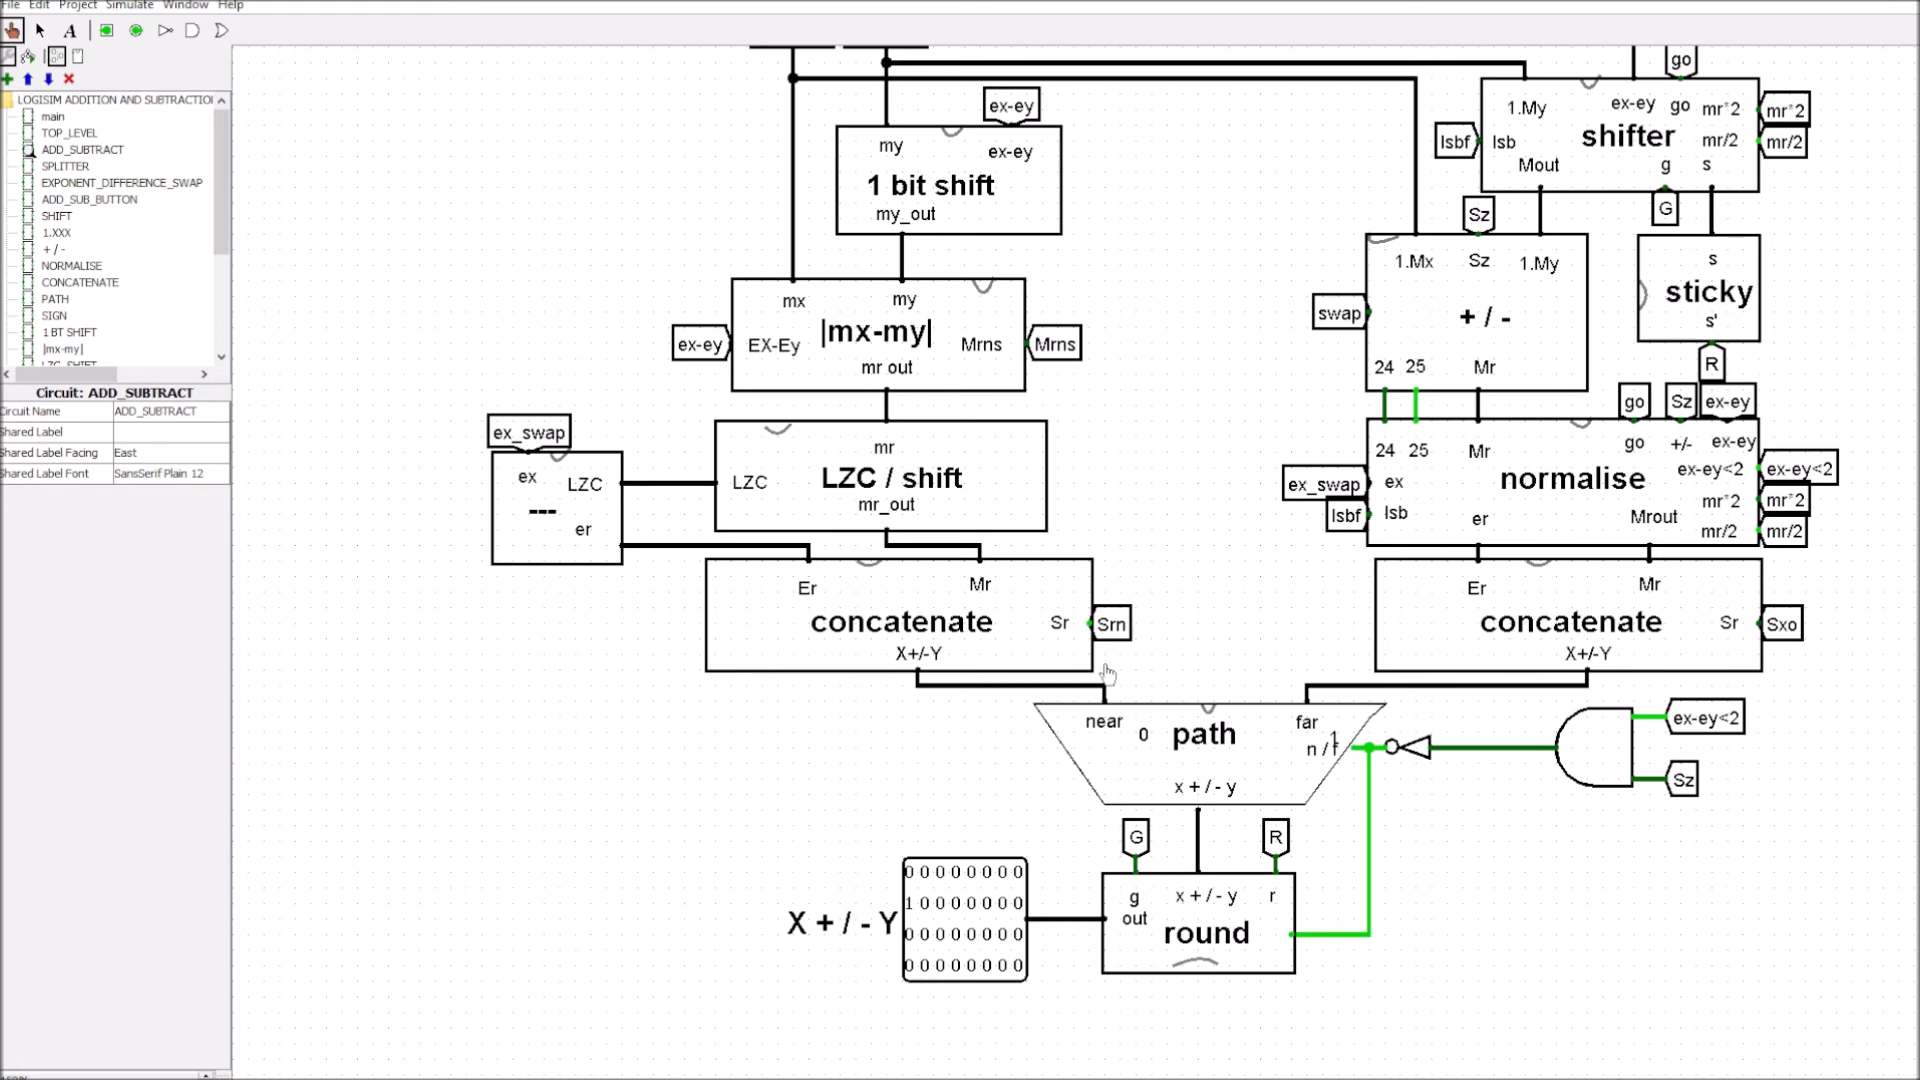 File Edit Project Simulate Window Help
LOGISIM ADDITION AND SUBTRACTIO
main
TOP_LEVEL
ADD_SUBTRACT
SPLITTER
EXPONENT_DIFFERENCE_SWAP
ADD_SUB_BUTTON
SHIFT
1.XXX
+ / -
NORMALISE
CONCATENATE
PATH
SIGN
1 BT SHIFT
|mx-my|
LZC_SHIFT
Circuit: ADD_SUBTRACT
Circuit Name ADD_SUBTRACT
Shared Label
Shared Label Facing East
Shared Label Font SansSerif Plain 12
ex-ey
my ex-ey
1 bit shift
my_out
mx my
ex-ey EX-Ey |mx-my| Mrns Mrns
mr out
mr
LZC LZC / shift
mr_out
ex_swap
ex LZC
---
er
Er Mr
concatenate Sr Srn
X+/-Y
go
1.My ex-ey go mr*2 mr*2
lsbf lsb shifter mr/2 mr/2
Mout g s
G
Sz
1.Mx Sz 1.My
swap + / -
24 25 Mr
s
sticky
s'
R
go Sz ex-ey
24 25 Mr go +/- ex-ey
ex-ey<2 ex-ey<2
ex_swap ex normalise
mr*2 mr*2
lsbf lsb er Mrout mr/2 mr/2
Er Mr
concatenate Sr Sxo
X+/-Y
near far
0 path 1
n / f
x + / - y
ex-ey<2
Sz
G R
g x + / - y r
out
round
X + / - Y
0 0 0 0 0 0 0 0
1 0 0 0 0 0 0 0
0 0 0 0 0 0 0 0
0 0 0 0 0 0 0 0